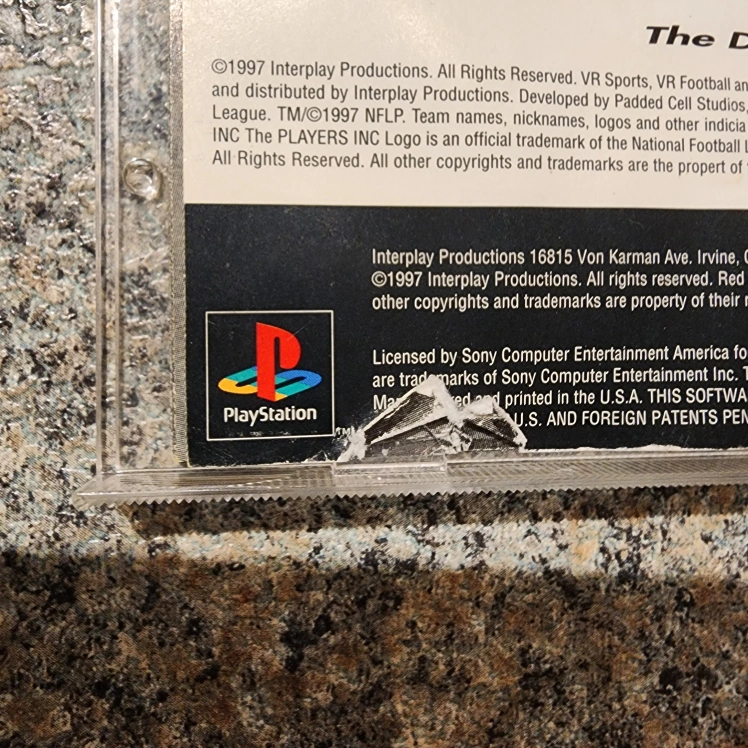 The D
©1997 Interplay Productions. All Rights Reserved. VR Sports, VR Football an
and distributed by Interplay Productions. Developed by Padded Cell Studios,
League. TM/©1997 NFLP. Team names, nicknames, logos and other indicia
INC The PLAYERS INC Logo is an official trademark of the National Football L
All Rights Reserved. All other copyrights and trademarks are the propert of
Interplay Productions 16815 Von Karman Ave. Irvine,
©1997 Interplay Productions. All rights reserved. Red
other copyrights and trademarks are property of their
Licensed by Sony Computer Entertainment America fo
are trademarks of Sony Computer Entertainment Inc. T
and printed in the U.S.A. THIS SOFTWA
U.S. AND FOREIGN PATENTS PEN
PlayStation
TM